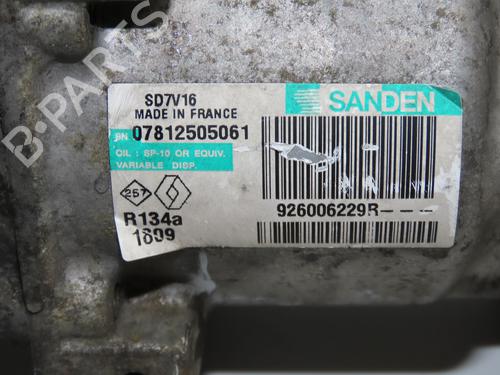 SANDEN
SD7V16
MADE IN FRANCE
S/N 07812505061
OIL : SP-10 OR EQUIV.
VARIABLE DISP.
257
R134a
1809
926006229R---
B-PARTS